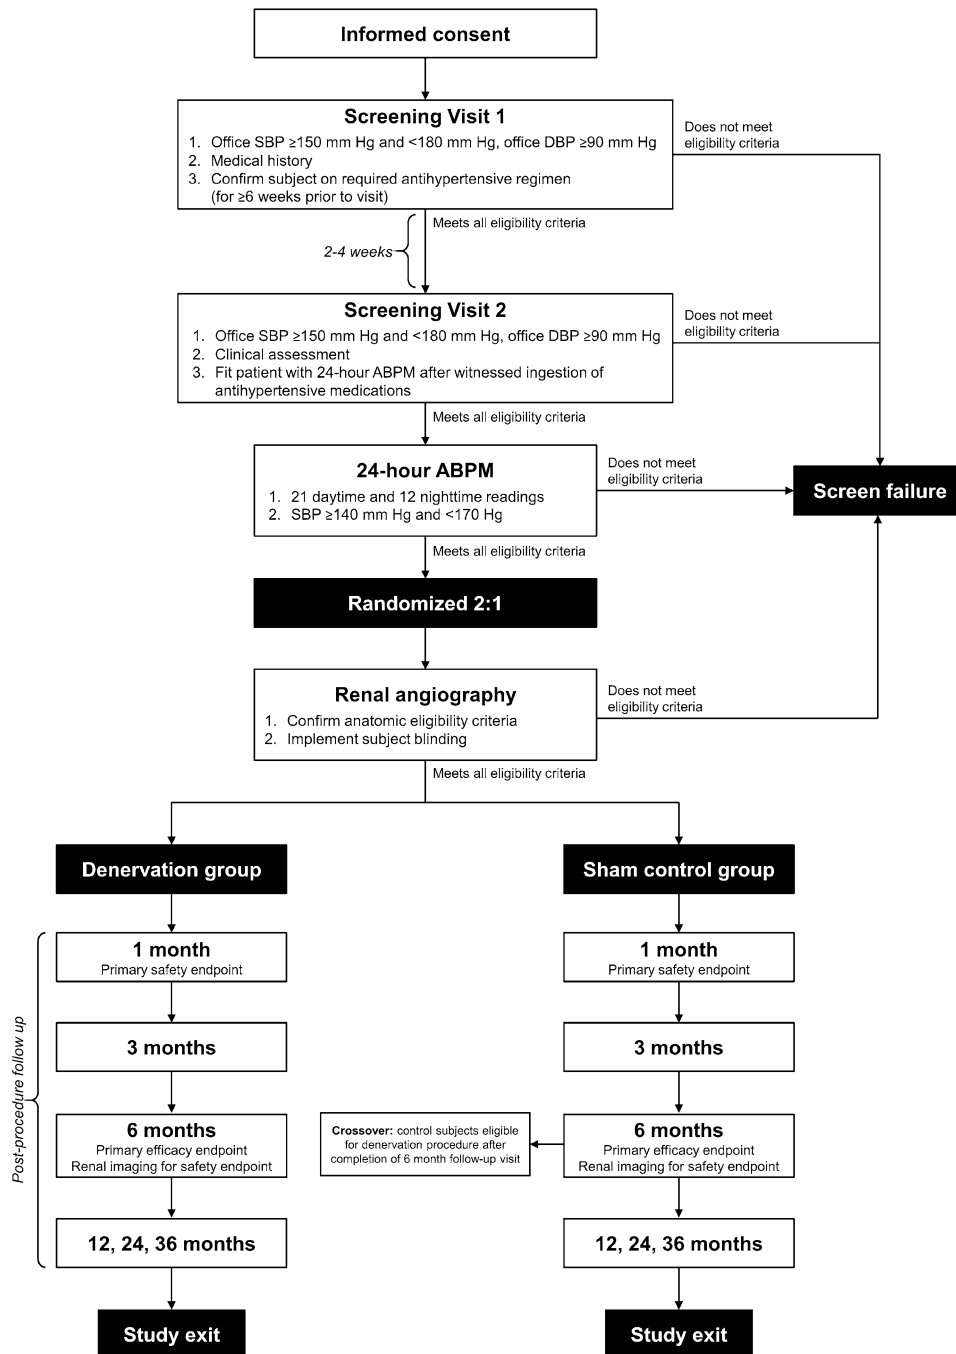 Informed consent
Screening Visit 1
1. Office SBP ≥150 mm Hg and <180 mm Hg, office DBP ≥90 mm Hg
2. Medical history
3. Confirm subject on required antihypertensive regimen
(for ≥6 weeks prior to visit)
Does not meet
eligibility criteria
Meets all eligibility criteria
2-4 weeks
Screening Visit 2
1. Office SBP ≥150 mm Hg and <180 mm Hg, office DBP ≥90 mm Hg
2. Clinical assessment
3. Fit patient with 24-hour ABPM after witnessed ingestion of
antihypertensive medications
Does not meet
eligibility criteria
Meets all eligibility criteria
24-hour ABPM
1. 21 daytime and 12 nighttime readings
2. SBP ≥140 mm Hg and <170 Hg
Does not meet
eligibility criteria
Screen failure
Meets all eligibility criteria
Randomized 2:1
Renal angiography
1. Confirm anatomic eligibility criteria
2. Implement subject blinding
Does not meet
eligibility criteria
Meets all eligibility criteria
Denervation group
Post-procedure follow up
1 month
Primary safety endpoint
3 months
6 months
Primary efficacy endpoint
Renal imaging for safety endpoint
12, 24, 36 months
Study exit
Sham control group
1 month
Primary safety endpoint
3 months
6 months
Primary efficacy endpoint
Renal imaging for safety endpoint
Crossover: control subjects eligible
for denervation procedure after
completion of 6 month follow-up visit
12, 24, 36 months
Study exit